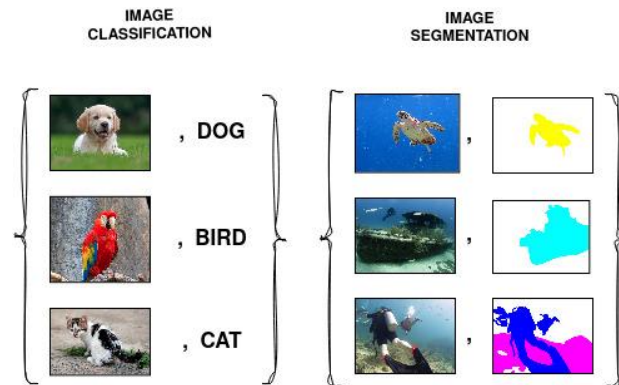 IMAGE
CLASSIFICATION
IMAGE
SEGMENTATION
, DOG
,
, BIRD
,
, CAT
,